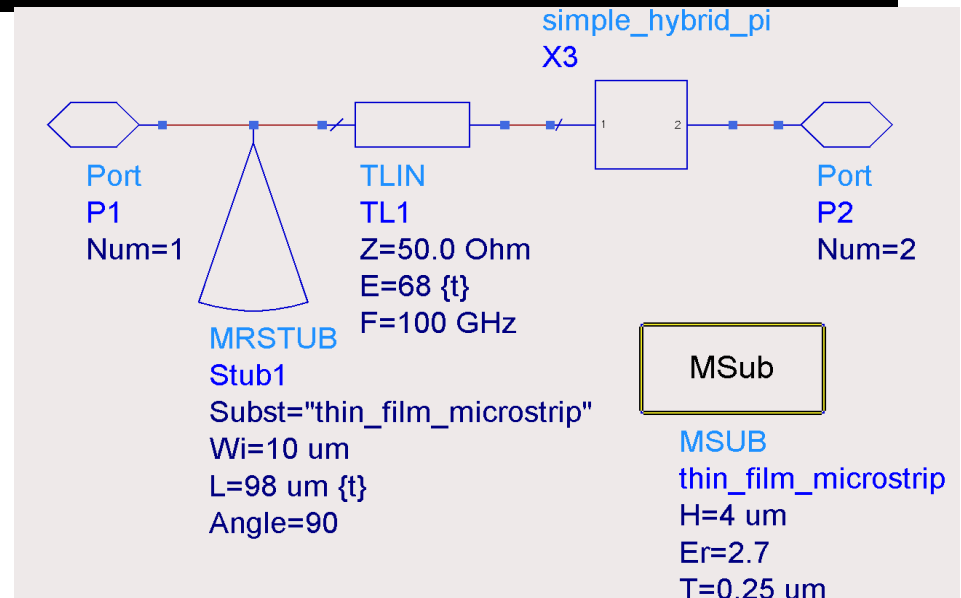 simple_hybrid_pi
X3
1 2
Port
P1
Num=1
TLIN
TL1
Z=50.0 Ohm
E=68 {t}
F=100 GHz
Port
P2
Num=2
MRSTUB
Stub1
Subst="thin_film_microstrip"
Wi=10 um
L=98 um {t}
Angle=90
MSub
MSUB
thin_film_microstrip
H=4 um
Er=2.7
T=0.25 um